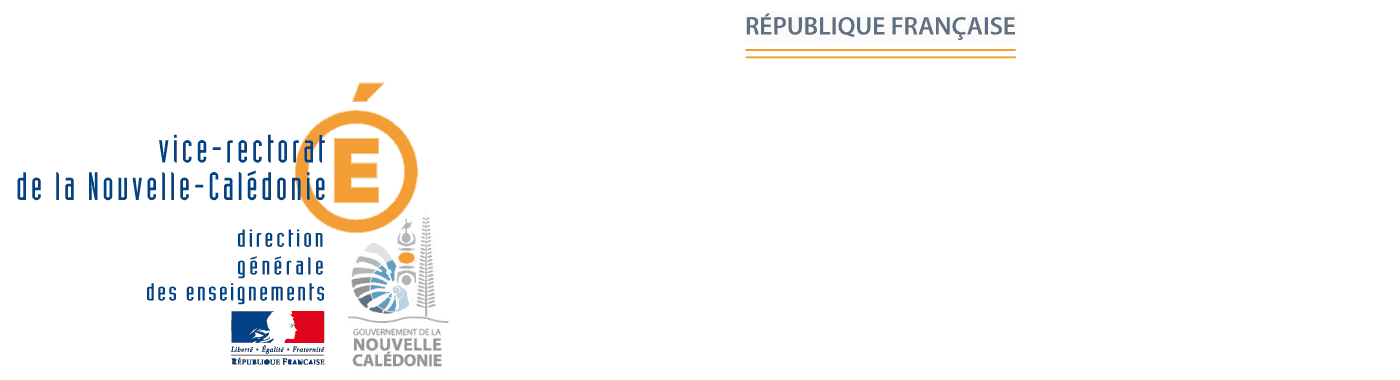 RÉPUBLIQUE FRANÇAISE
É
vice-rectorat
de la Nouvelle-Calédonie
direction
générale
des enseignements
Liberté • Égalité • Fraternité
RÉPUBLIQUE FRANÇAISE
GOUVERNEMENT DE LA
NOUVELLE
CALÉDONIE